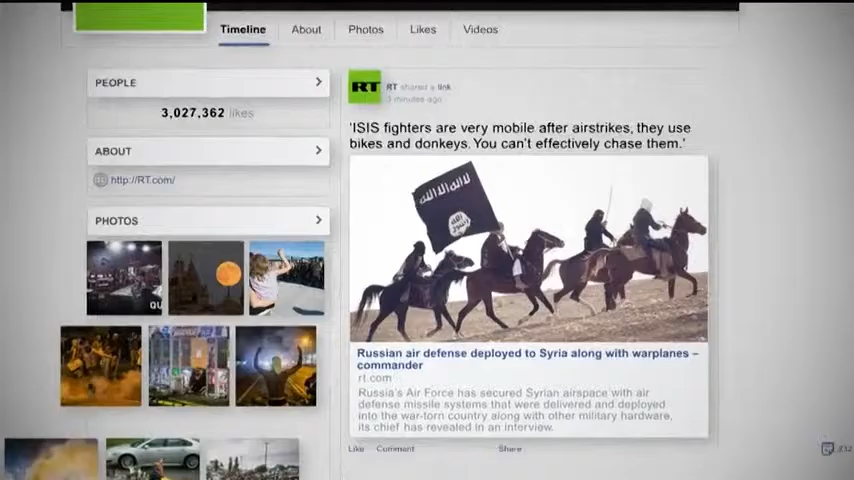 Timeline About Photos Likes Videos
PEOPLE
3,027,362 likes
ABOUT
http://RT.com/
PHOTOS
RT RT shared a link
3 minutes ago
'ISIS fighters are very mobile after airstrikes, they use
bikes and donkeys. You can't effectively chase them.'
Russian air defense deployed to Syria along with warplanes –
commander
rt.com
Russia's Air Force has secured Syrian airspace with air
defense missile systems that were delivered and deployed
into the war-torn country along with other military hardware,
its chief has revealed in an interview.
Like Comment Share